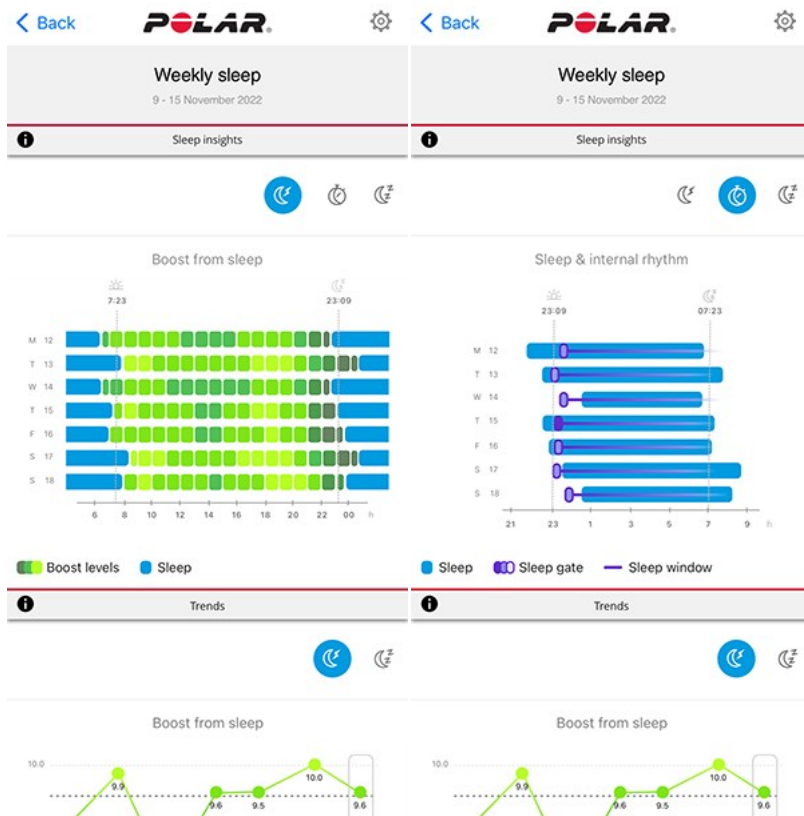 Back
POLAR.
Weekly sleep
9 - 15 November 2022
Sleep insights
Boost from sleep
7:23 23:09
M 12
T 13
W 14
T 15
F 16
S 17
S 18
6 8 10 12 14 16 18 20 22 00 h
Boost levels Sleep
Trends
Boost from sleep
10.0
9.9 9.6 9.5 10.0 9.6
Back
POLAR.
Weekly sleep
9 - 15 November 2022
Sleep insights
Sleep & internal rhythm
23:09 07:23
M 12
T 13
W 14
T 15
F 16
S 17
S 18
21 23 1 3 5 7 9 h
Sleep Sleep gate Sleep window
Trends
Boost from sleep
10.0
9.9 9.6 9.5 10.0 9.6